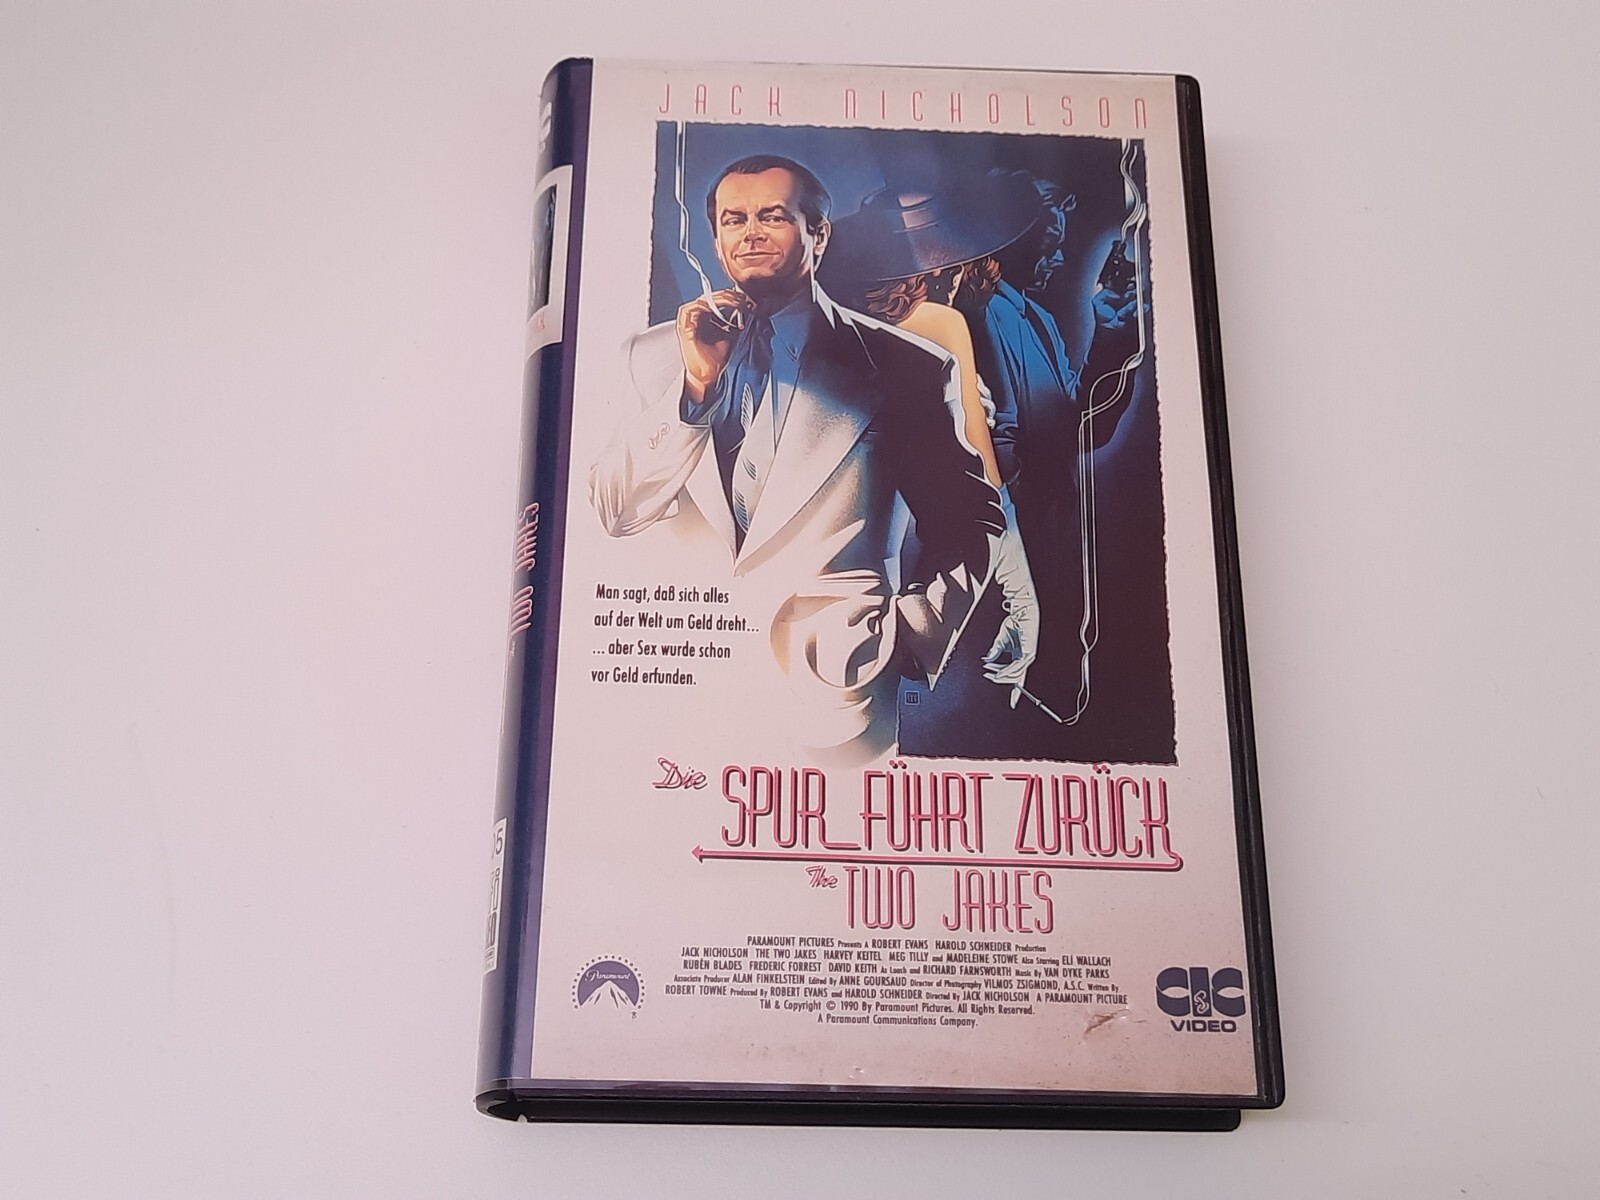 JACK NICHOLSON
Man sagt, daß sich alles
auf der Welt um Geld dreht...
... aber Sex wurde schon
vor Geld erfunden.
Die SPUR FÜHRT ZURÜCK
The TWO JAKES
PARAMOUNT PICTURES Presents A ROBERT EVANS HAROLD SCHNEIDER Production
JACK NICHOLSON THE TWO JAKES HARVEY KEITEL MEG TILLY and MADELEINE STOWE Also Starring ELI WALLACH
RUBÉN BLADES FREDERIC FORREST DAVID KEITH As Loach and RICHARD FARNSWORTH Music By VAN DYKE PARKS
Associate Producer ALAN FINKELSTEIN Edited By ANNE GOURSAUD Director of Photography VILMOS ZSIGMOND, A.S.C. Written By
ROBERT TOWNE Produced By ROBERT EVANS and HAROLD SCHNEIDER Directed By JACK NICHOLSON A PARAMOUNT PICTURE
TM & Copyright © 1990 By Paramount Pictures. All Rights Reserved.
A Paramount Communications Company.
Paramount
CIC
VIDEO
The TWO JAKES